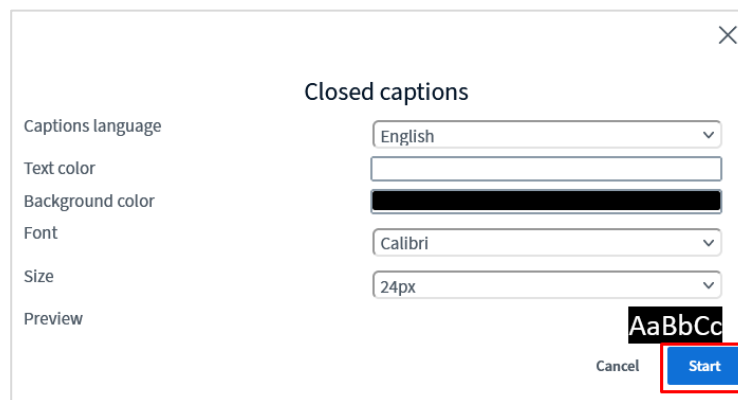 Closed captions
Captions language English
Text color
Background color
Font Calibri
Size 24px
Preview AaBbCc
Cancel Start